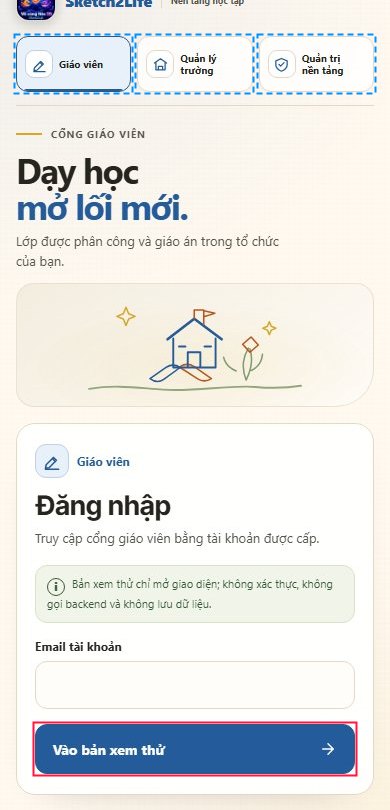 Sketch2Life
Nền tảng học tập
Giáo viên
Quản lý
trường
Quản trị
nền tảng
CỔNG GIÁO VIÊN
Dạy học
mở lối mới.
Lớp được phân công và giáo án trong tổ chức
của bạn.
Giáo viên
Đăng nhập
Truy cập cổng giáo viên bằng tài khoản được cấp.
Bản xem thử chỉ mở giao diện; không xác thực, không
gọi backend và không lưu dữ liệu.
Email tài khoản
Vào bản xem thử